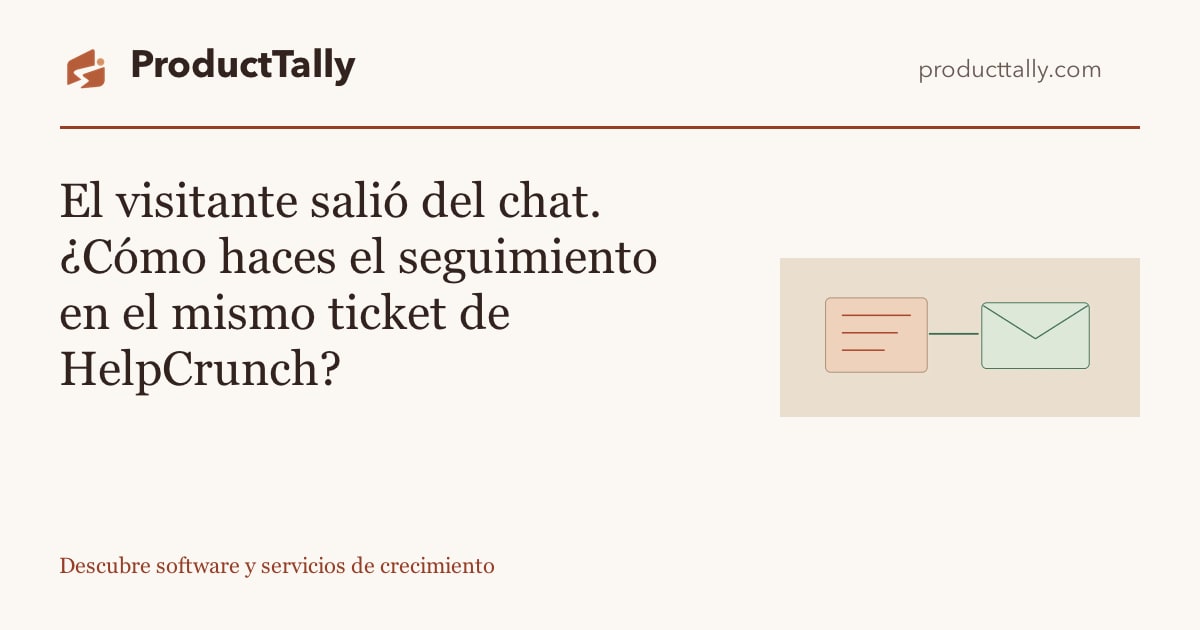 ProductTally
producttally.com
El visitante salió del chat.
¿Cómo haces el seguimiento
en el mismo ticket de
HelpCrunch?
Descubre software y servicios de crecimiento